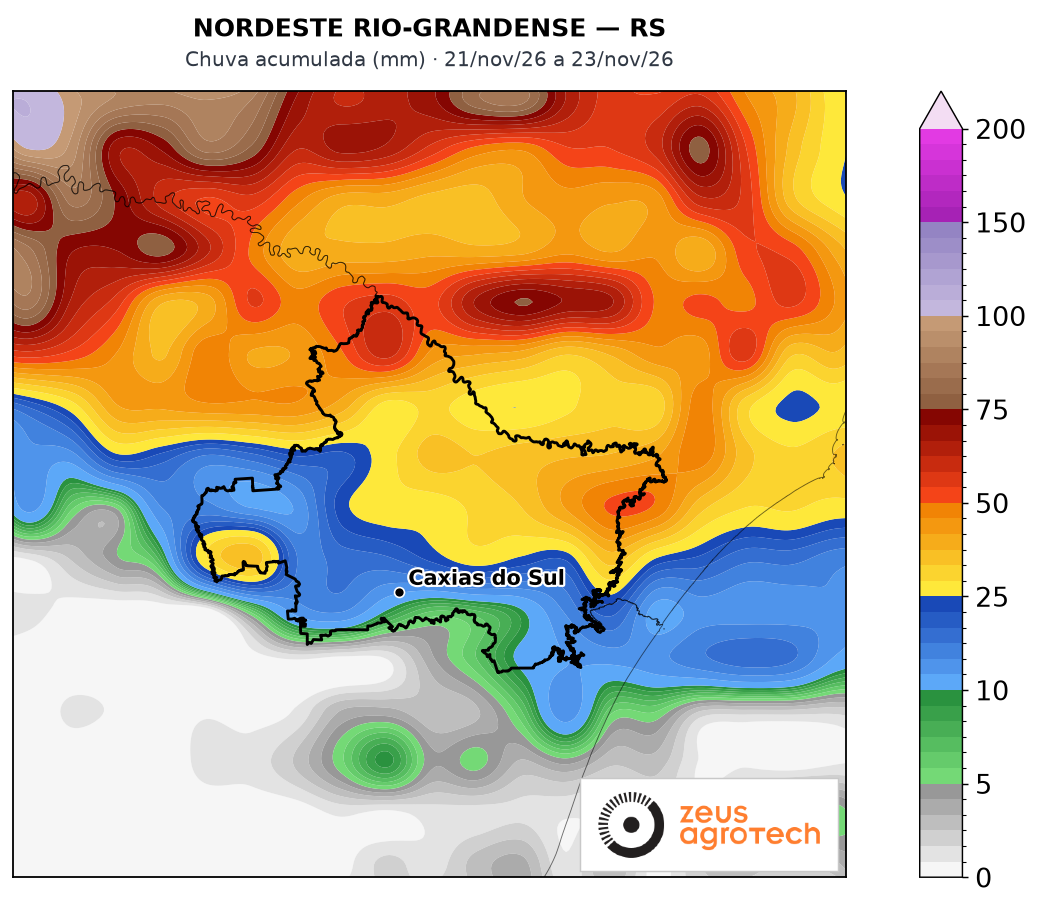 NORDESTE RIO-GRANDENSE — RS
Chuva acumulada (mm) · 21/nov/26 a 23/nov/26
200
150
100
75
50
25
10
5
0
Caxias do Sul
zeus
agrotech